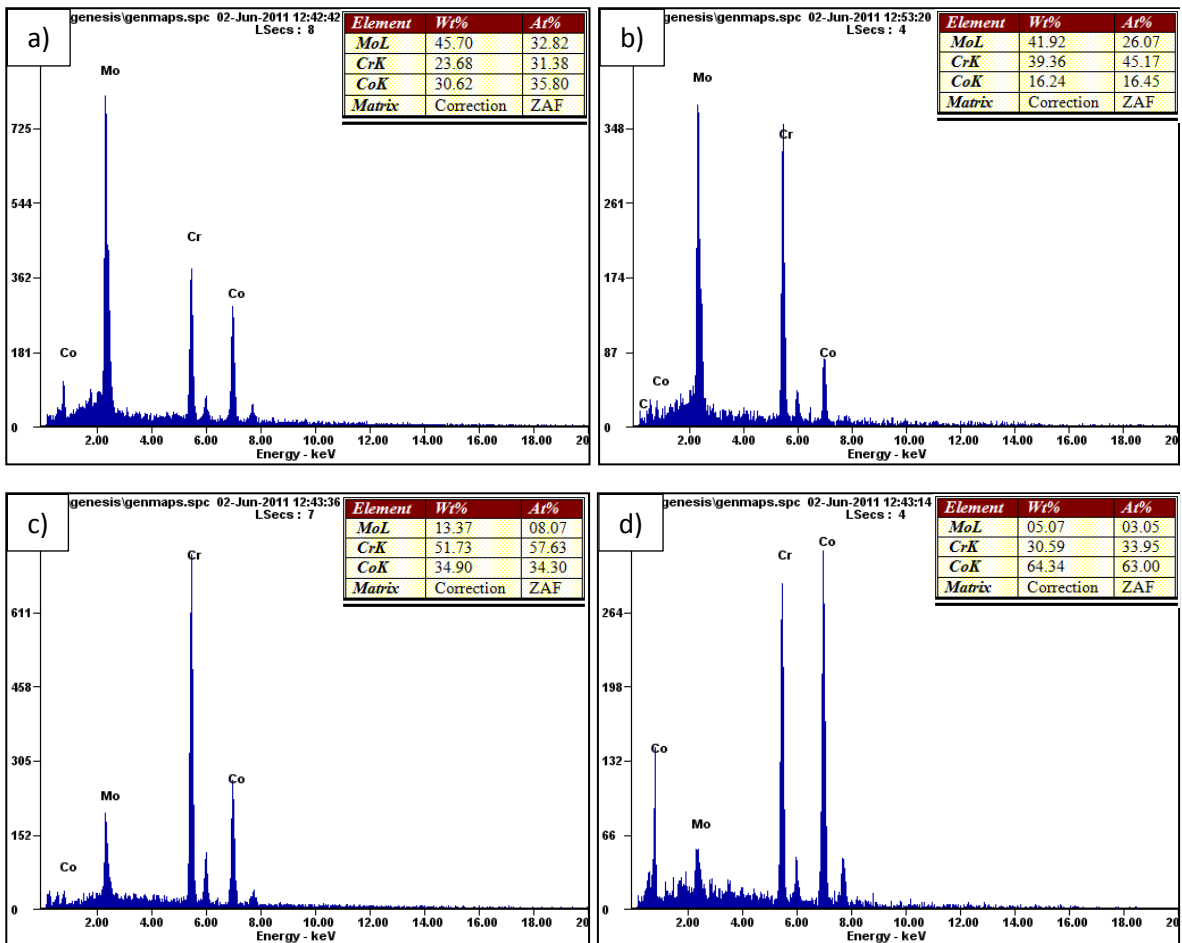 a)
genesis\genmaps.spc 02-Jun-2011 12:42:42
LSecs : 8
Element Wt% At%
MoL 45.70 32.82
CrK 23.68 31.38
CoK 30.62 35.80
Matrix Correction ZAF
725
544
362
181
0
Co
Mo
Cr
Co
2.00 4.00 6.00 8.00 10.00 12.00 14.00 16.00 18.00 20
Energy - keV
b)
genesis\genmaps.spc 02-Jun-2011 12:53:20
LSecs : 4
Element Wt% At%
MoL 41.92 26.07
CrK 39.36 45.17
CoK 16.24 16.45
Matrix Correction ZAF
348
261
174
87
0
C
Co
Mo
Cr
Co
2.00 4.00 6.00 8.00 10.00 12.00 14.00 16.00 18.00 20
Energy - keV
c)
genesis\genmaps.spc 02-Jun-2011 12:43:36
LSecs : 7
Element Wt% At%
MoL 13.37 08.07
CrK 51.73 57.63
CoK 34.90 34.30
Matrix Correction ZAF
611
458
305
152
0
Co
Mo
Cr
Co
2.00 4.00 6.00 8.00 10.00 12.00 14.00 16.00 18.00 20
Energy - keV
d)
genesis\genmaps.spc 02-Jun-2011 12:43:14
LSecs : 4
Element Wt% At%
MoL 05.07 03.05
CrK 30.59 33.95
CoK 64.34 63.00
Matrix Correction ZAF
264
198
132
66
0
Co
Mo
Cr
Co
2.00 4.00 6.00 8.00 10.00 12.00 14.00 16.00 18.00 20
Energy - keV